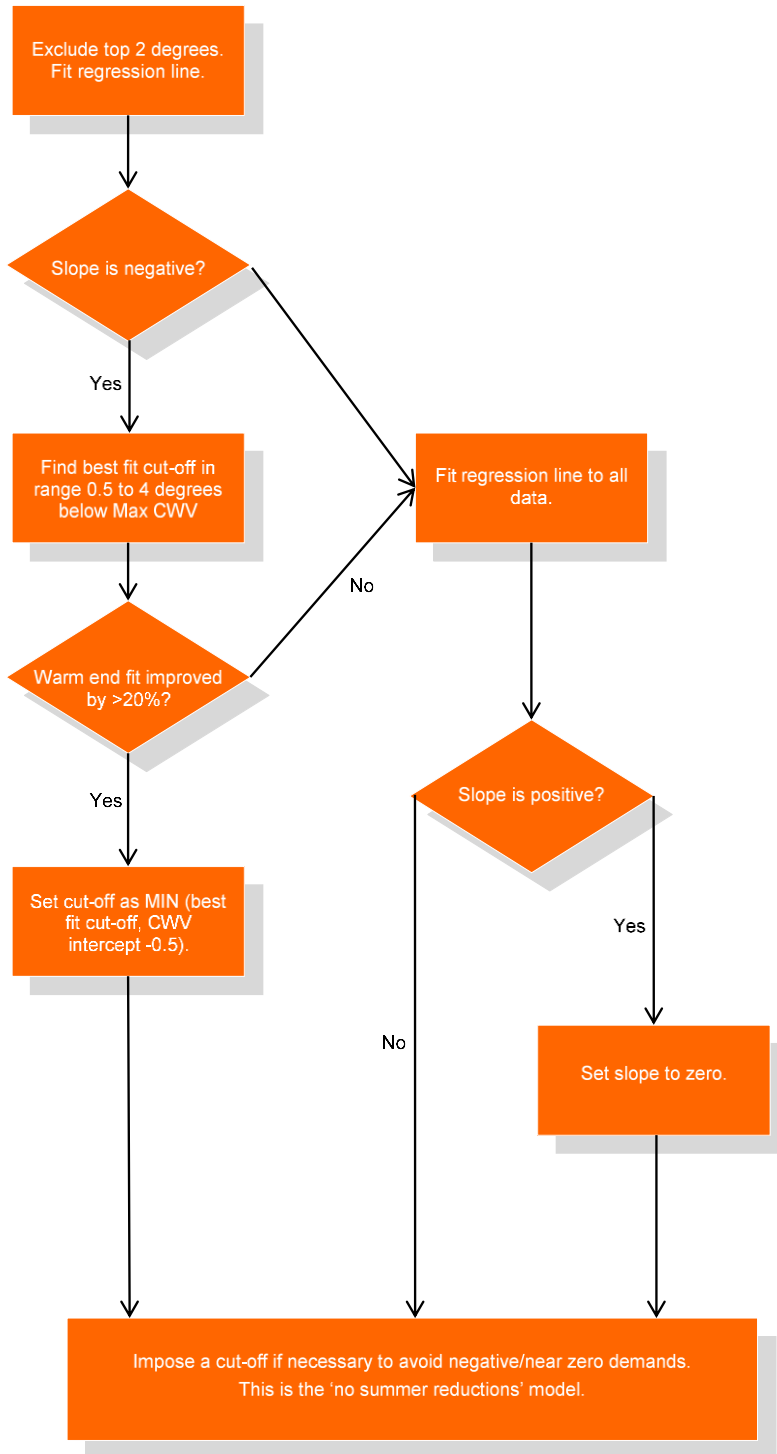 Exclude top 2 degrees.
Fit regression line.
Slope is negative?
Yes
Find best fit cut-off in
range 0.5 to 4 degrees
below Max CWV
Fit regression line to all
data.
No
Warm end fit improved
by >20%?
Yes
Slope is positive?
Set cut-off as MIN (best
fit cut-off, CWV
intercept -0.5).
Yes
No
Set slope to zero.
Impose a cut-off if necessary to avoid negative/near zero demands.
This is the ‘no summer reductions’ model.